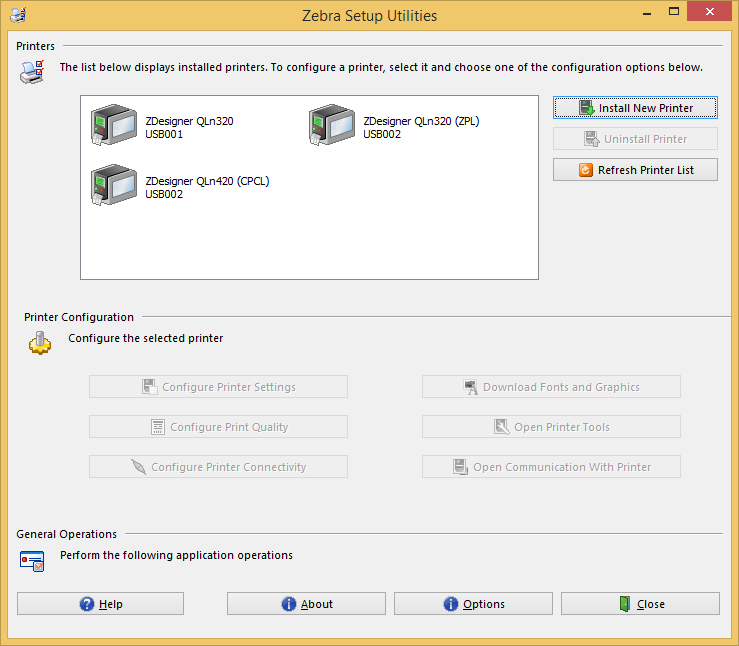 Zebra Setup Utilities
Printers
The list below displays installed printers. To configure a printer, select it and choose one of the configuration options below.
ZDesigner QLn320
USB001
ZDesigner QLn320 (ZPL)
USB002
ZDesigner QLn420 (CPCL)
USB002
Install New Printer
Uninstall Printer
Refresh Printer List
Printer Configuration
Configure the selected printer
Configure Printer Settings
Download Fonts and Graphics
Configure Print Quality
Open Printer Tools
Configure Printer Connectivity
Open Communication With Printer
General Operations
Perform the following application operations
Help
About
Options
Close